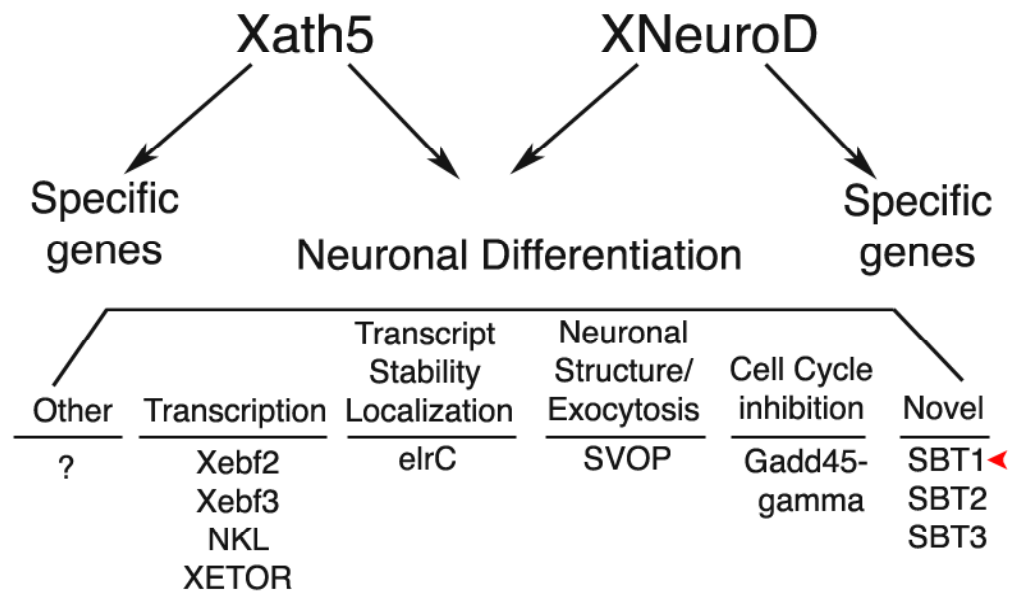 Xath5 XNeuroD
Specific
genes
Specific
genes
Neuronal Differentiation
Other
?
Transcription
Xebf2
Xebf3
NKL
XETOR
Transcript
Stability
Localization
elrC
Neuronal
Structure/
Exocytosis
SVOP
Cell Cycle
inhibition
Gadd45-
gamma
Novel
SBT1
SBT2
SBT3